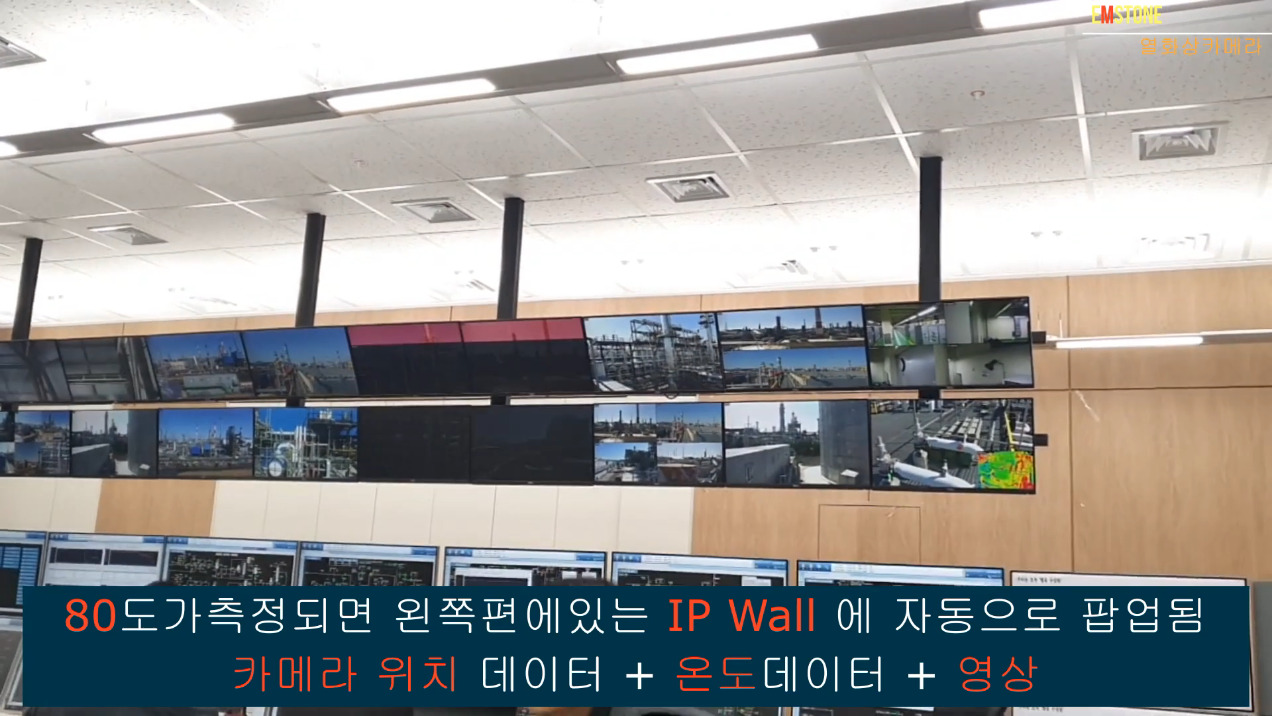 EMSTONE
열화상카메라
80도가측정되면 왼쪽편에있는 IP Wall 에 자동으로 팝업됨
카메라 위치 데이터 + 온도데이터 + 영상